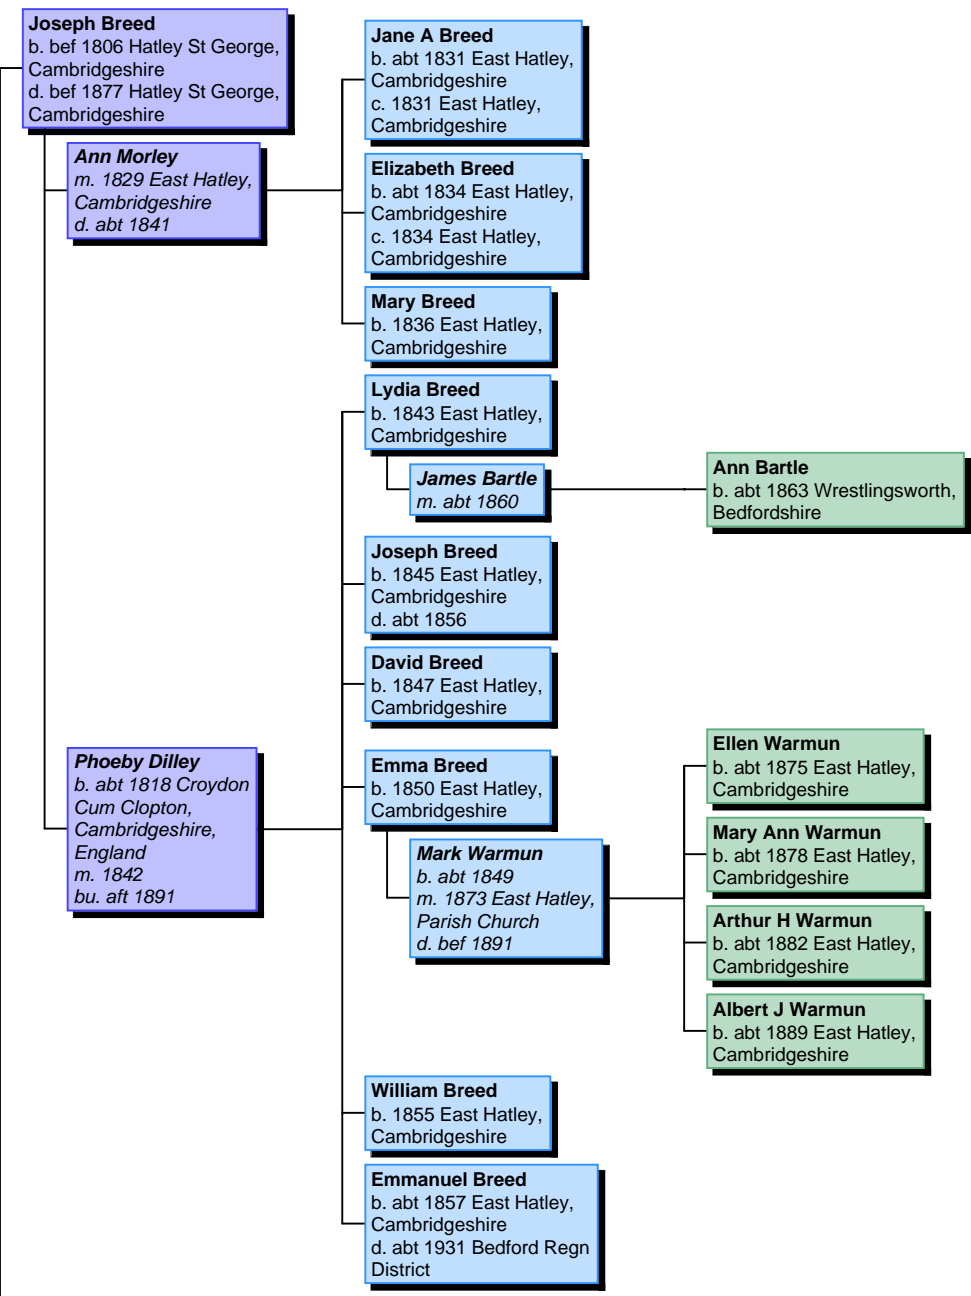 Joseph Breed
b. bef 1806 Hatley St George,
Cambridgeshire
d. bef 1877 Hatley St George,
Cambridgeshire
Ann Morley
m. 1829 East Hatley,
Cambridgeshire
d. abt 1841
Jane A Breed
b. abt 1831 East Hatley,
Cambridgeshire
c. 1831 East Hatley,
Cambridgeshire
Elizabeth Breed
b. abt 1834 East Hatley,
Cambridgeshire
c. 1834 East Hatley,
Cambridgeshire
Mary Breed
b. 1836 East Hatley,
Cambridgeshire
Phoeby Dilley
b. abt 1818 Croydon
Cum Clopton,
Cambridgeshire,
England
m. 1842
bu. aft 1891
Lydia Breed
b. 1843 East Hatley,
Cambridgeshire
James Bartle
m. abt 1860
Ann Bartle
b. abt 1863 Wrestlingsworth,
Bedfordshire
Joseph Breed
b. 1845 East Hatley,
Cambridgeshire
d. abt 1856
David Breed
b. 1847 East Hatley,
Cambridgeshire
Emma Breed
b. 1850 East Hatley,
Cambridgeshire
Mark Warmun
b. abt 1849
m. 1873 East Hatley,
Parish Church
d. bef 1891
Ellen Warmun
b. abt 1875 East Hatley,
Cambridgeshire
Mary Ann Warmun
b. abt 1878 East Hatley,
Cambridgeshire
Arthur H Warmun
b. abt 1882 East Hatley,
Cambridgeshire
Albert J Warmun
b. abt 1889 East Hatley,
Cambridgeshire
William Breed
b. 1855 East Hatley,
Cambridgeshire
Emmanuel Breed
b. abt 1857 East Hatley,
Cambridgeshire
d. abt 1931 Bedford Regn
District